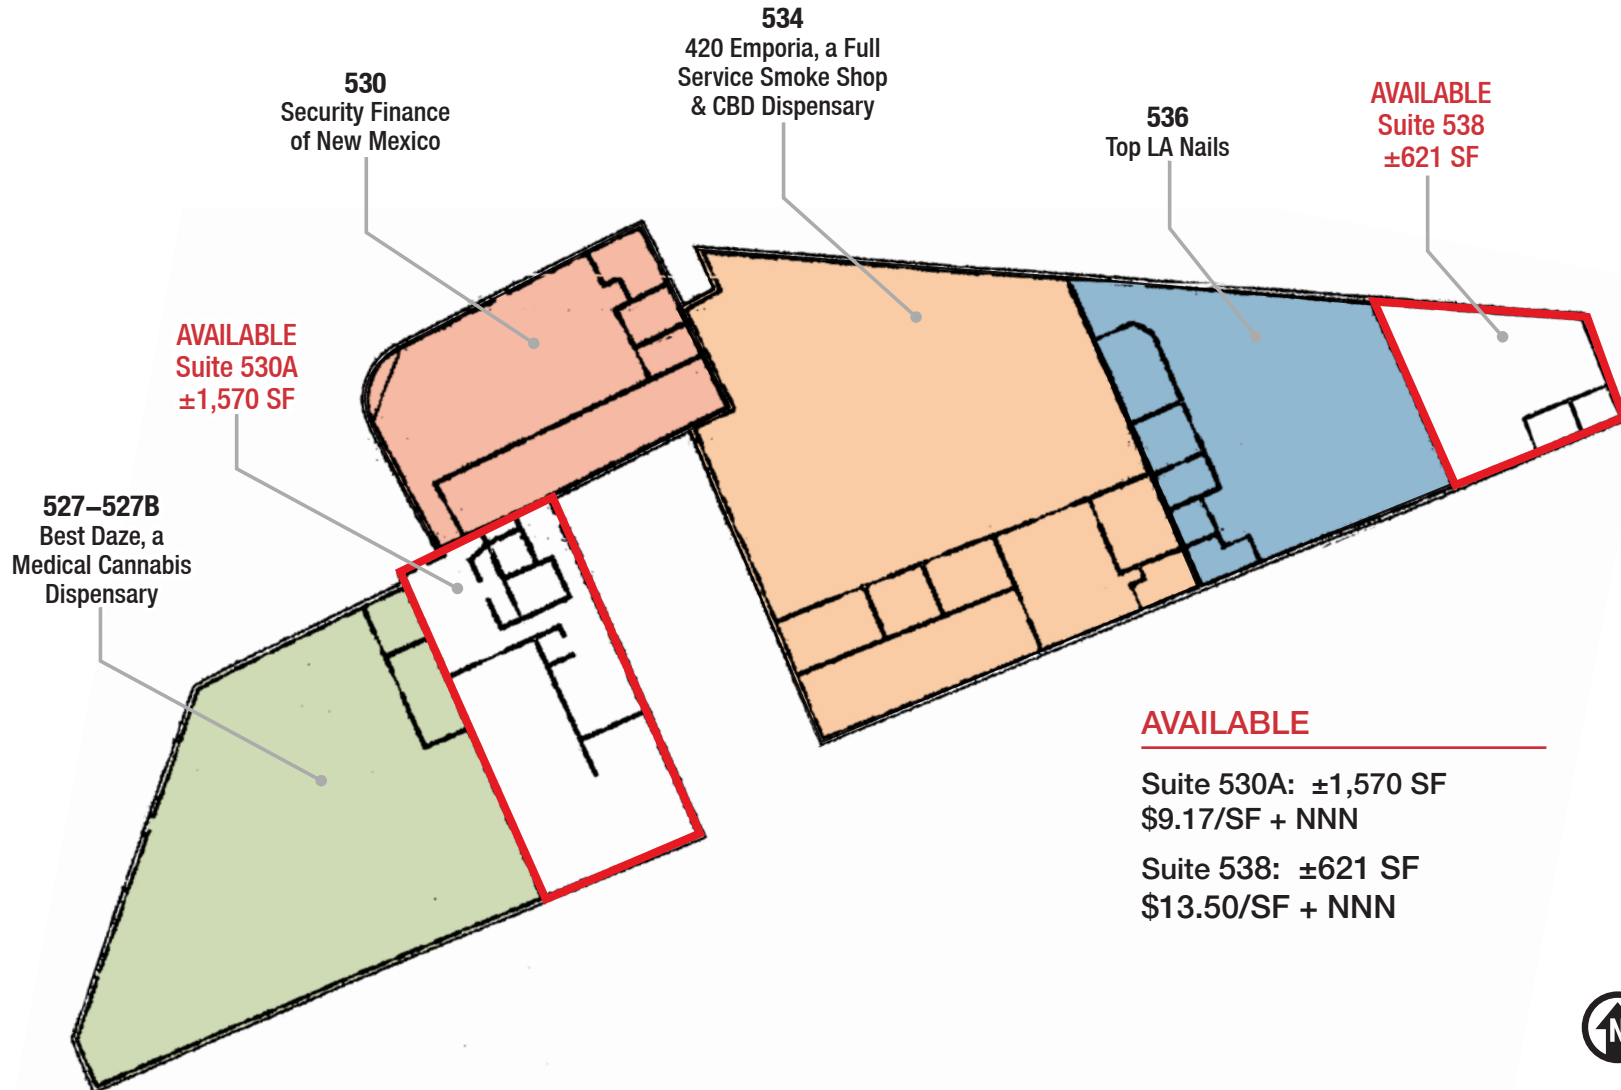 534
420 Emporia, a Full
Service Smoke Shop
& CBD Dispensary
530
Security Finance
of New Mexico
536
Top LA Nails
AVAILABLE
Suite 538
±621 SF
AVAILABLE
Suite 530A
±1,570 SF
527–527B
Best Daze, a
Medical Cannabis
Dispensary
AVAILABLE
Suite 530A: ±1,570 SF
$9.17/SF + NNN
Suite 538: ±621 SF
$13.50/SF + NNN
N